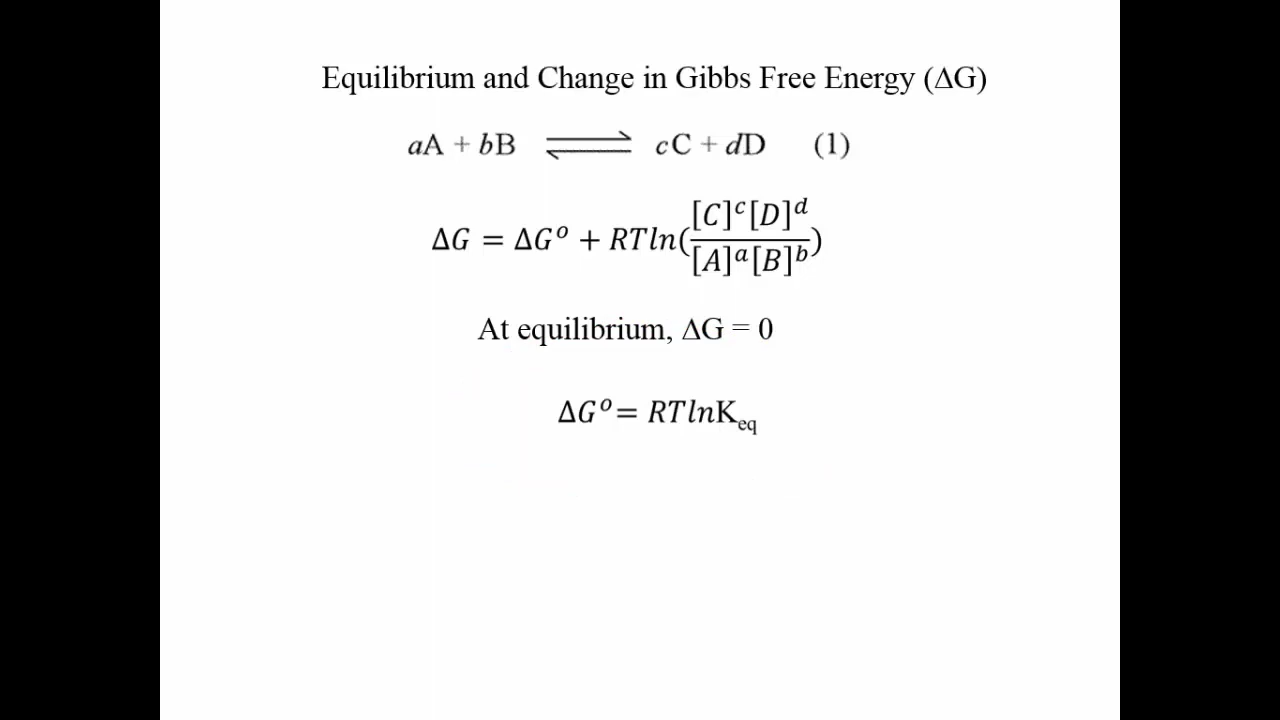 Equilibrium and Change in Gibbs Free Energy (ΔG)
aA + bB ⇌ cC + dD (1)
ΔG = ΔG° + RTln([C]^c[D]^d / [A]^a[B]^b)
At equilibrium, ΔG = 0
ΔG° = RTlnK_eq